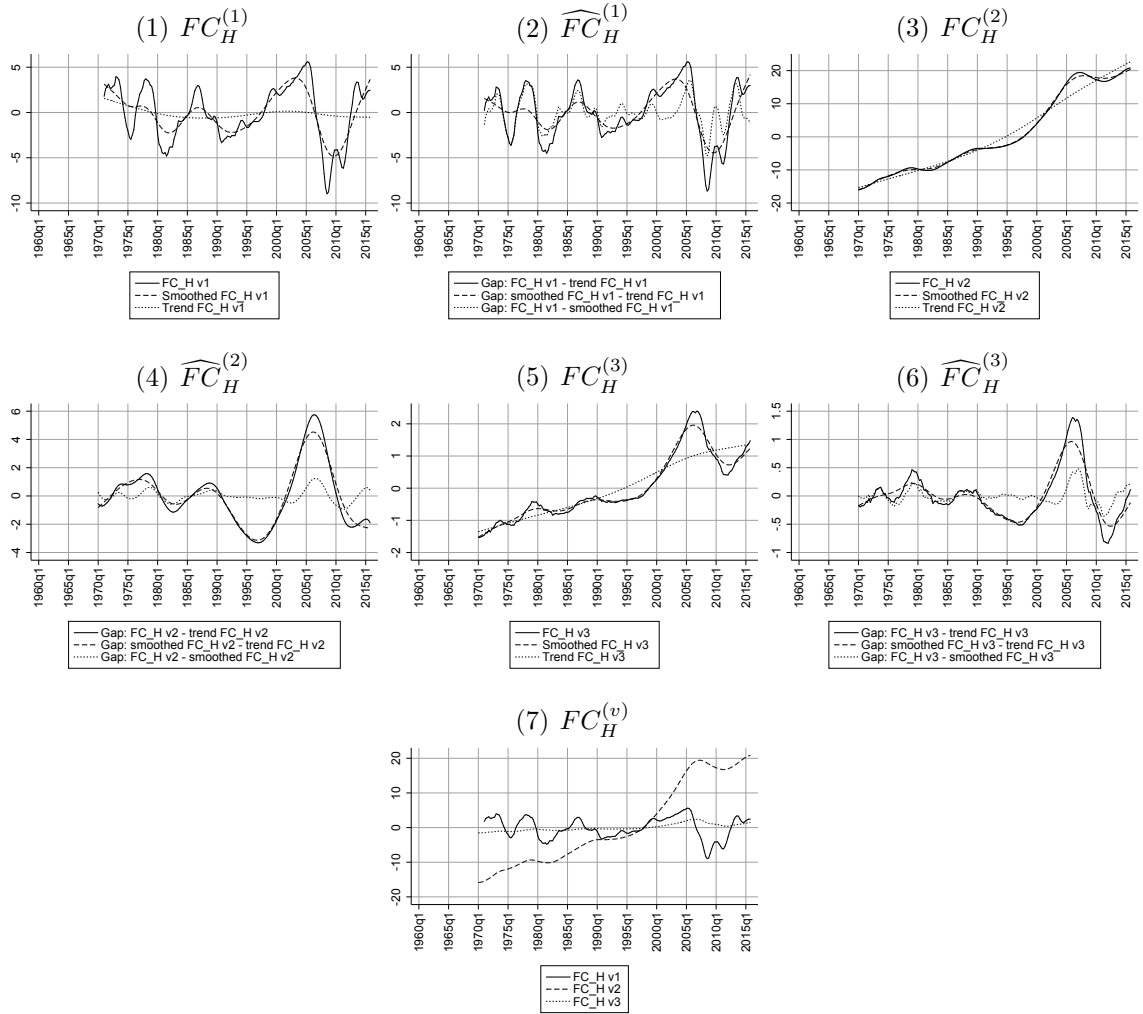 (1) FC_H^(1)
5
0
-5
-10
1960q1
1965q1
1970q1
1975q1
1980q1
1985q1
1990q1
1995q1
2000q1
2005q1
2010q1
2015q1
FC_H v1
Smoothed FC_H v1
Trend FC_H v1
(2) \widehat{FC}_H^(1)
5
0
-5
-10
1960q1
1965q1
1970q1
1975q1
1980q1
1985q1
1990q1
1995q1
2000q1
2005q1
2010q1
2015q1
Gap: FC_H v1 - trend FC_H v1
Gap: smoothed FC_H v1 - trend FC_H v1
Gap: FC_H v1 - smoothed FC_H v1
(3) FC_H^(2)
20
10
0
-10
-20
1960q1
1965q1
1970q1
1975q1
1980q1
1985q1
1990q1
1995q1
2000q1
2005q1
2010q1
2015q1
FC_H v2
Smoothed FC_H v2
Trend FC_H v2
(4) \widehat{FC}_H^(2)
6
4
2
0
-2
-4
1960q1
1965q1
1970q1
1975q1
1980q1
1985q1
1990q1
1995q1
2000q1
2005q1
2010q1
2015q1
Gap: FC_H v2 - trend FC_H v2
Gap: smoothed FC_H v2 - trend FC_H v2
Gap: FC_H v2 - smoothed FC_H v2
(5) FC_H^(3)
2
1
0
-1
-2
1960q1
1965q1
1970q1
1975q1
1980q1
1985q1
1990q1
1995q1
2000q1
2005q1
2010q1
2015q1
FC_H v3
Smoothed FC_H v3
Trend FC_H v3
(6) \widehat{FC}_H^(3)
1.5
1
.5
0
-.5
-1
1960q1
1965q1
1970q1
1975q1
1980q1
1985q1
1990q1
1995q1
2000q1
2005q1
2010q1
2015q1
Gap: FC_H v3 - trend FC_H v3
Gap: smoothed FC_H v3 - trend FC_H v3
Gap: FC_H v3 - smoothed FC_H v3
(7) FC_H^(v)
20
10
0
-10
-20
1960q1
1965q1
1970q1
1975q1
1980q1
1985q1
1990q1
1995q1
2000q1
2005q1
2010q1
2015q1
FC_H v1
FC_H v2
FC_H v3